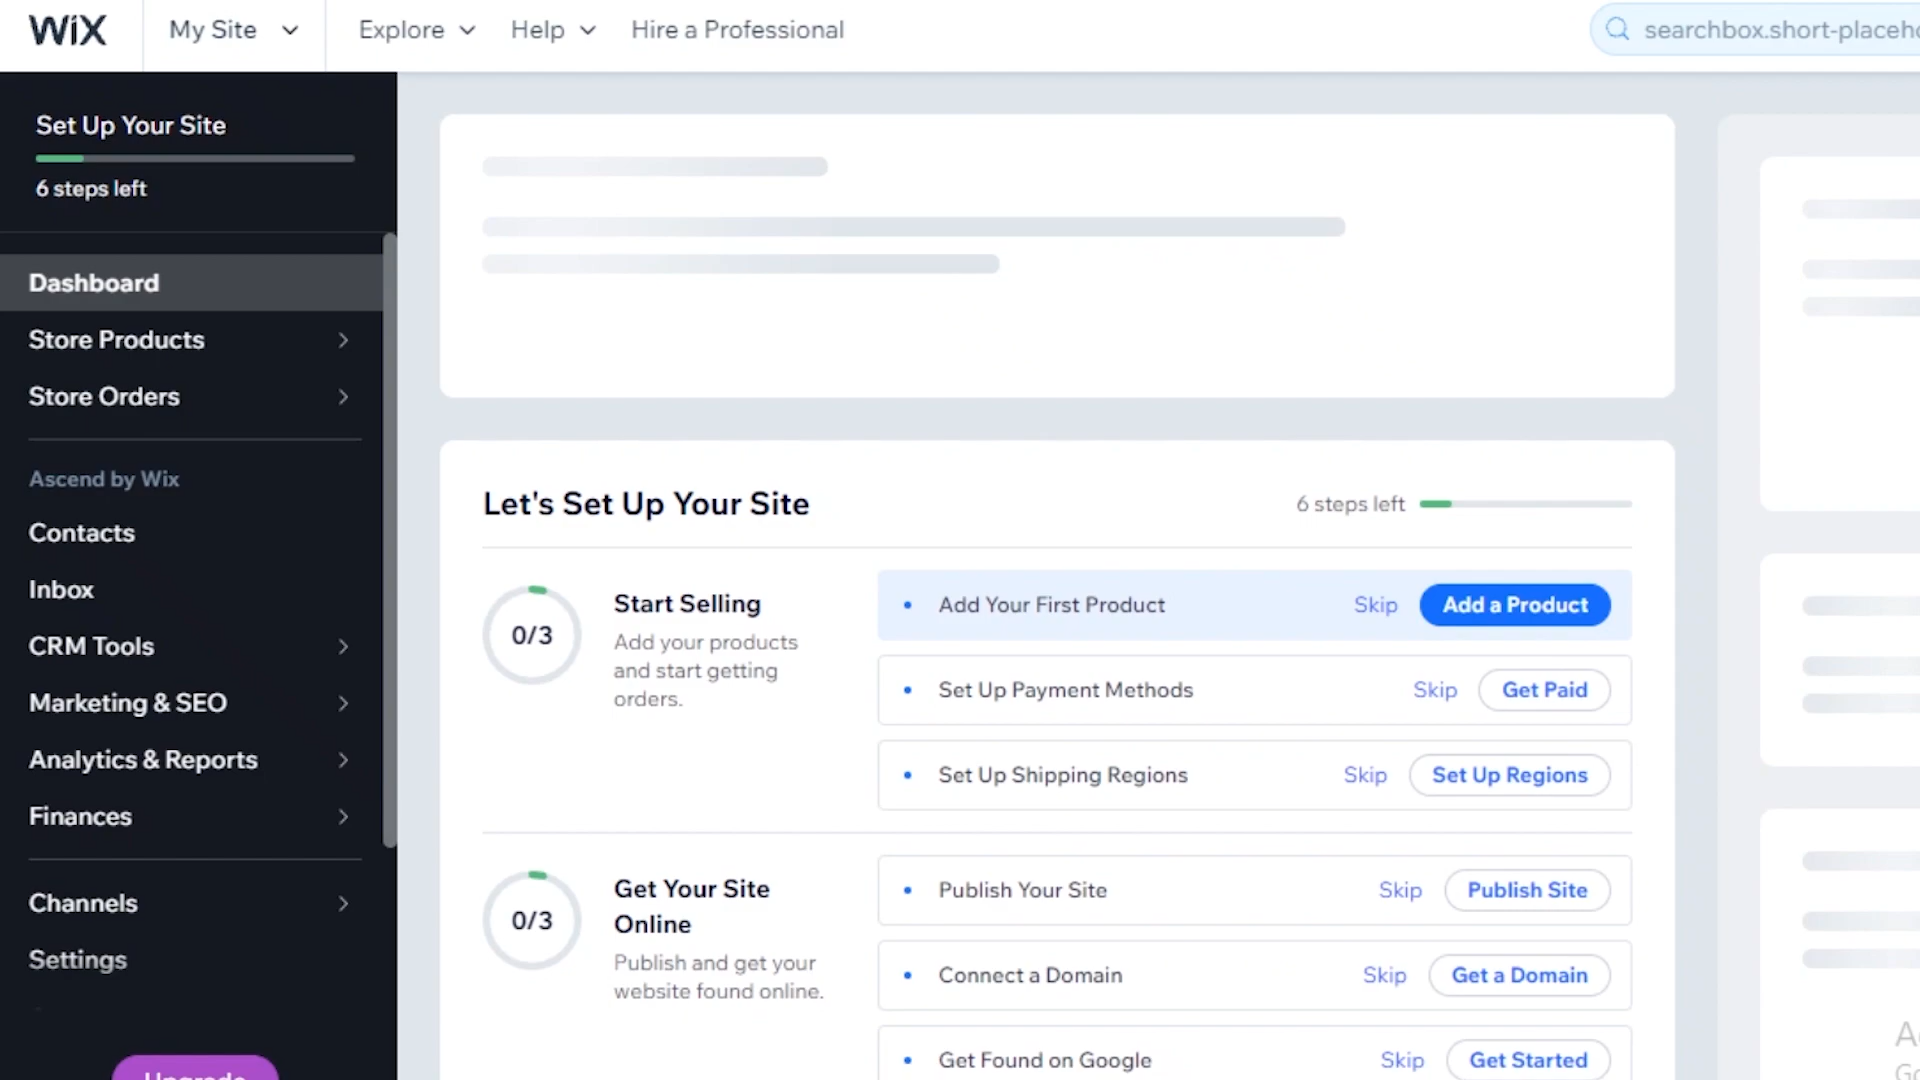 WiX
My Site
Explore
Help
Hire a Professional
searchbox.short-placeho
Set Up Your Site
6 steps left
Dashboard
Store Products
Store Orders
Ascend by Wix
Contacts
Inbox
CRM Tools
Marketing & SEO
Analytics & Reports
Finances
Channels
Settings
Upgrade
Let's Set Up Your Site
6 steps left
0/3
Start Selling
Add your products
and start getting
orders.
Add Your First Product
Skip
Add a Product
Set Up Payment Methods
Skip
Get Paid
Set Up Shipping Regions
Skip
Set Up Regions
0/3
Get Your Site
Online
Publish and get your
website found online.
Publish Your Site
Skip
Publish Site
Connect a Domain
Skip
Get a Domain
Get Found on Google
Skip
Get Started